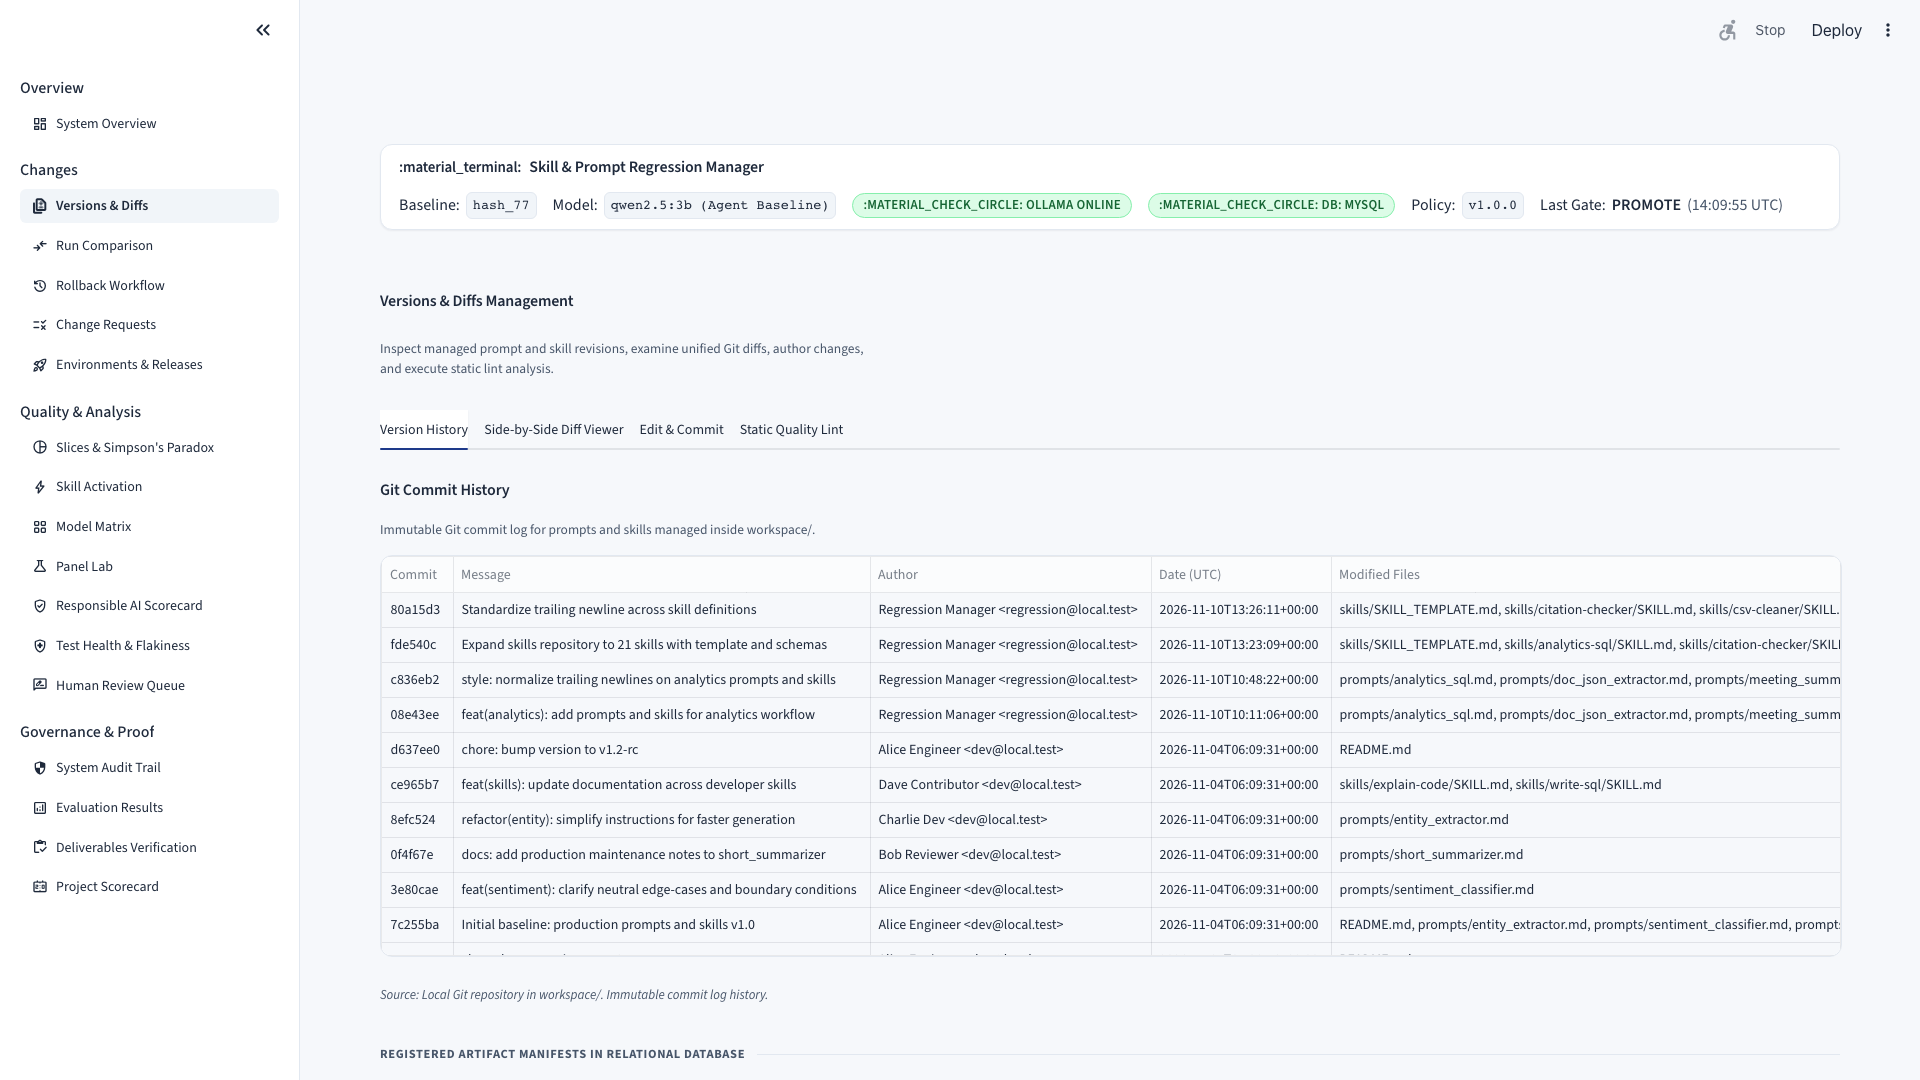 Stop
Deploy
Overview
System Overview
Changes
Versions & Diffs
Run Comparison
Rollback Workflow
Change Requests
Environments & Releases
Quality & Analysis
Slices & Simpson's Paradox
Skill Activation
Model Matrix
Panel Lab
Responsible AI Scorecard
Test Health & Flakiness
Human Review Queue
Governance & Proof
System Audit Trail
Evaluation Results
Deliverables Verification
Project Scorecard
:material_terminal: Skill & Prompt Regression Manager
Baseline: hash_77 Model: qwen2.5:3b (Agent Baseline) :MATERIAL_CHECK_CIRCLE: OLLAMA ONLINE :MATERIAL_CHECK_CIRCLE: DB: MYSQL Policy: v1.0.0 Last Gate: PROMOTE (14:09:55 UTC)
Versions & Diffs Management
Inspect managed prompt and skill revisions, examine unified Git diffs, author changes,
and execute static lint analysis.
Version History Side-by-Side Diff Viewer Edit & Commit Static Quality Lint
Git Commit History
Immutable Git commit log for prompts and skills managed inside workspace/.
Commit Message Author Date (UTC) Modified Files
80a15d3 Standardize trailing newline across skill definitions Regression Manager <regression@local.test> 2026-11-10T13:26:11+00:00 skills/SKILL_TEMPLATE.md, skills/citation-checker/SKILL.md, skills/csv-cleaner/SKILL.
fde540c Expand skills repository to 21 skills with template and schemas Regression Manager <regression@local.test> 2026-11-10T13:23:09+00:00 skills/SKILL_TEMPLATE.md, skills/analytics-sql/SKILL.md, skills/citation-checker/SKILL
c836eb2 style: normalize trailing newlines on analytics prompts and skills Regression Manager <regression@local.test> 2026-11-10T10:48:22+00:00 prompts/analytics_sql.md, prompts/doc_json_extractor.md, prompts/meeting_summ
08e43ee feat(analytics): add prompts and skills for analytics workflow Regression Manager <regression@local.test> 2026-11-10T10:11:06+00:00 prompts/analytics_sql.md, prompts/doc_json_extractor.md, prompts/meeting_summ
d637ee0 chore: bump version to v1.2-rc Alice Engineer <dev@local.test> 2026-11-04T06:09:31+00:00 README.md
ce965b7 feat(skills): update documentation across developer skills Dave Contributor <dev@local.test> 2026-11-04T06:09:31+00:00 skills/explain-code/SKILL.md, skills/write-sql/SKILL.md
8efc524 refactor(entity): simplify instructions for faster generation Charlie Dev <dev@local.test> 2026-11-04T06:09:31+00:00 prompts/entity_extractor.md
0f4f67e docs: add production maintenance notes to short_summarizer Bob Reviewer <dev@local.test> 2026-11-04T06:09:31+00:00 prompts/short_summarizer.md
3e80cae feat(sentiment): clarify neutral edge-cases and boundary conditions Alice Engineer <dev@local.test> 2026-11-04T06:09:31+00:00 prompts/sentiment_classifier.md
7c255ba Initial baseline: production prompts and skills v1.0 Alice Engineer <dev@local.test> 2026-11-04T06:09:31+00:00 README.md, prompts/entity_extractor.md, prompts/sentiment_classifier.md, prompts
Source: Local Git repository in workspace/. Immutable commit log history.
REGISTERED ARTIFACT MANIFESTS IN RELATIONAL DATABASE